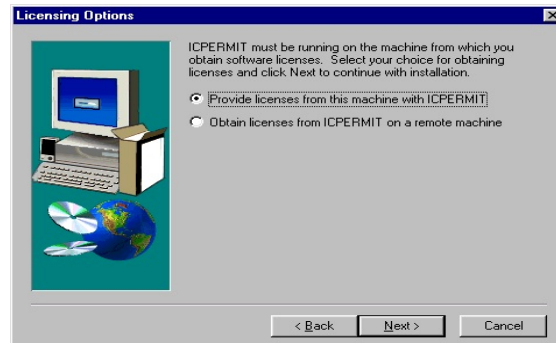 Licensing Options
ICPERMIT must be running on the machine from which you
obtain software licenses. Select your choice for obtaining
licenses and click Next to continue with installation.
Provide licenses from this machine with ICPERMIT
Obtain licenses from ICPERMIT on a remote machine
< Back
Next >
Cancel